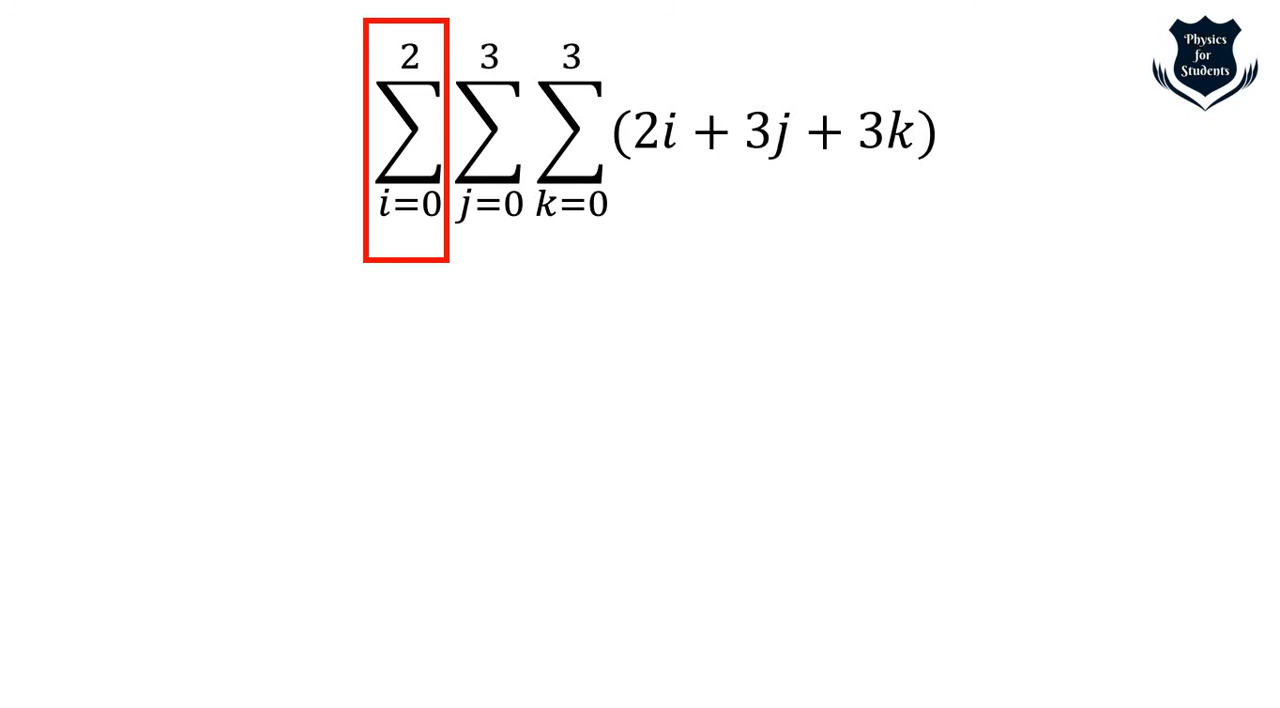 2 3 3
∑ ∑ ∑ (2i + 3j + 3k)
i=0 j=0 k=0
Physics
for
Students